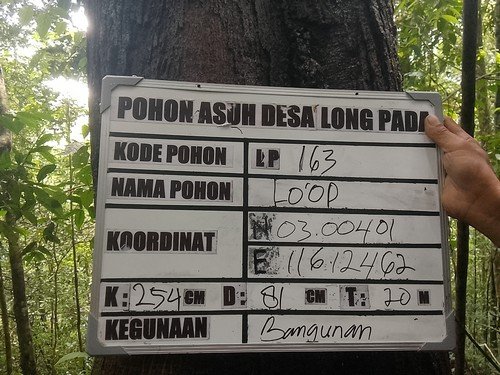 POHON ASUH DESA LONG PADA
KODE POHON LP 163
NAMA POHON LO'OP
KOORDINAT N 03.00401
E 116.12462
K: 254 CM D: 81 CM T: 20 M
KEGUNAAN Bangunan